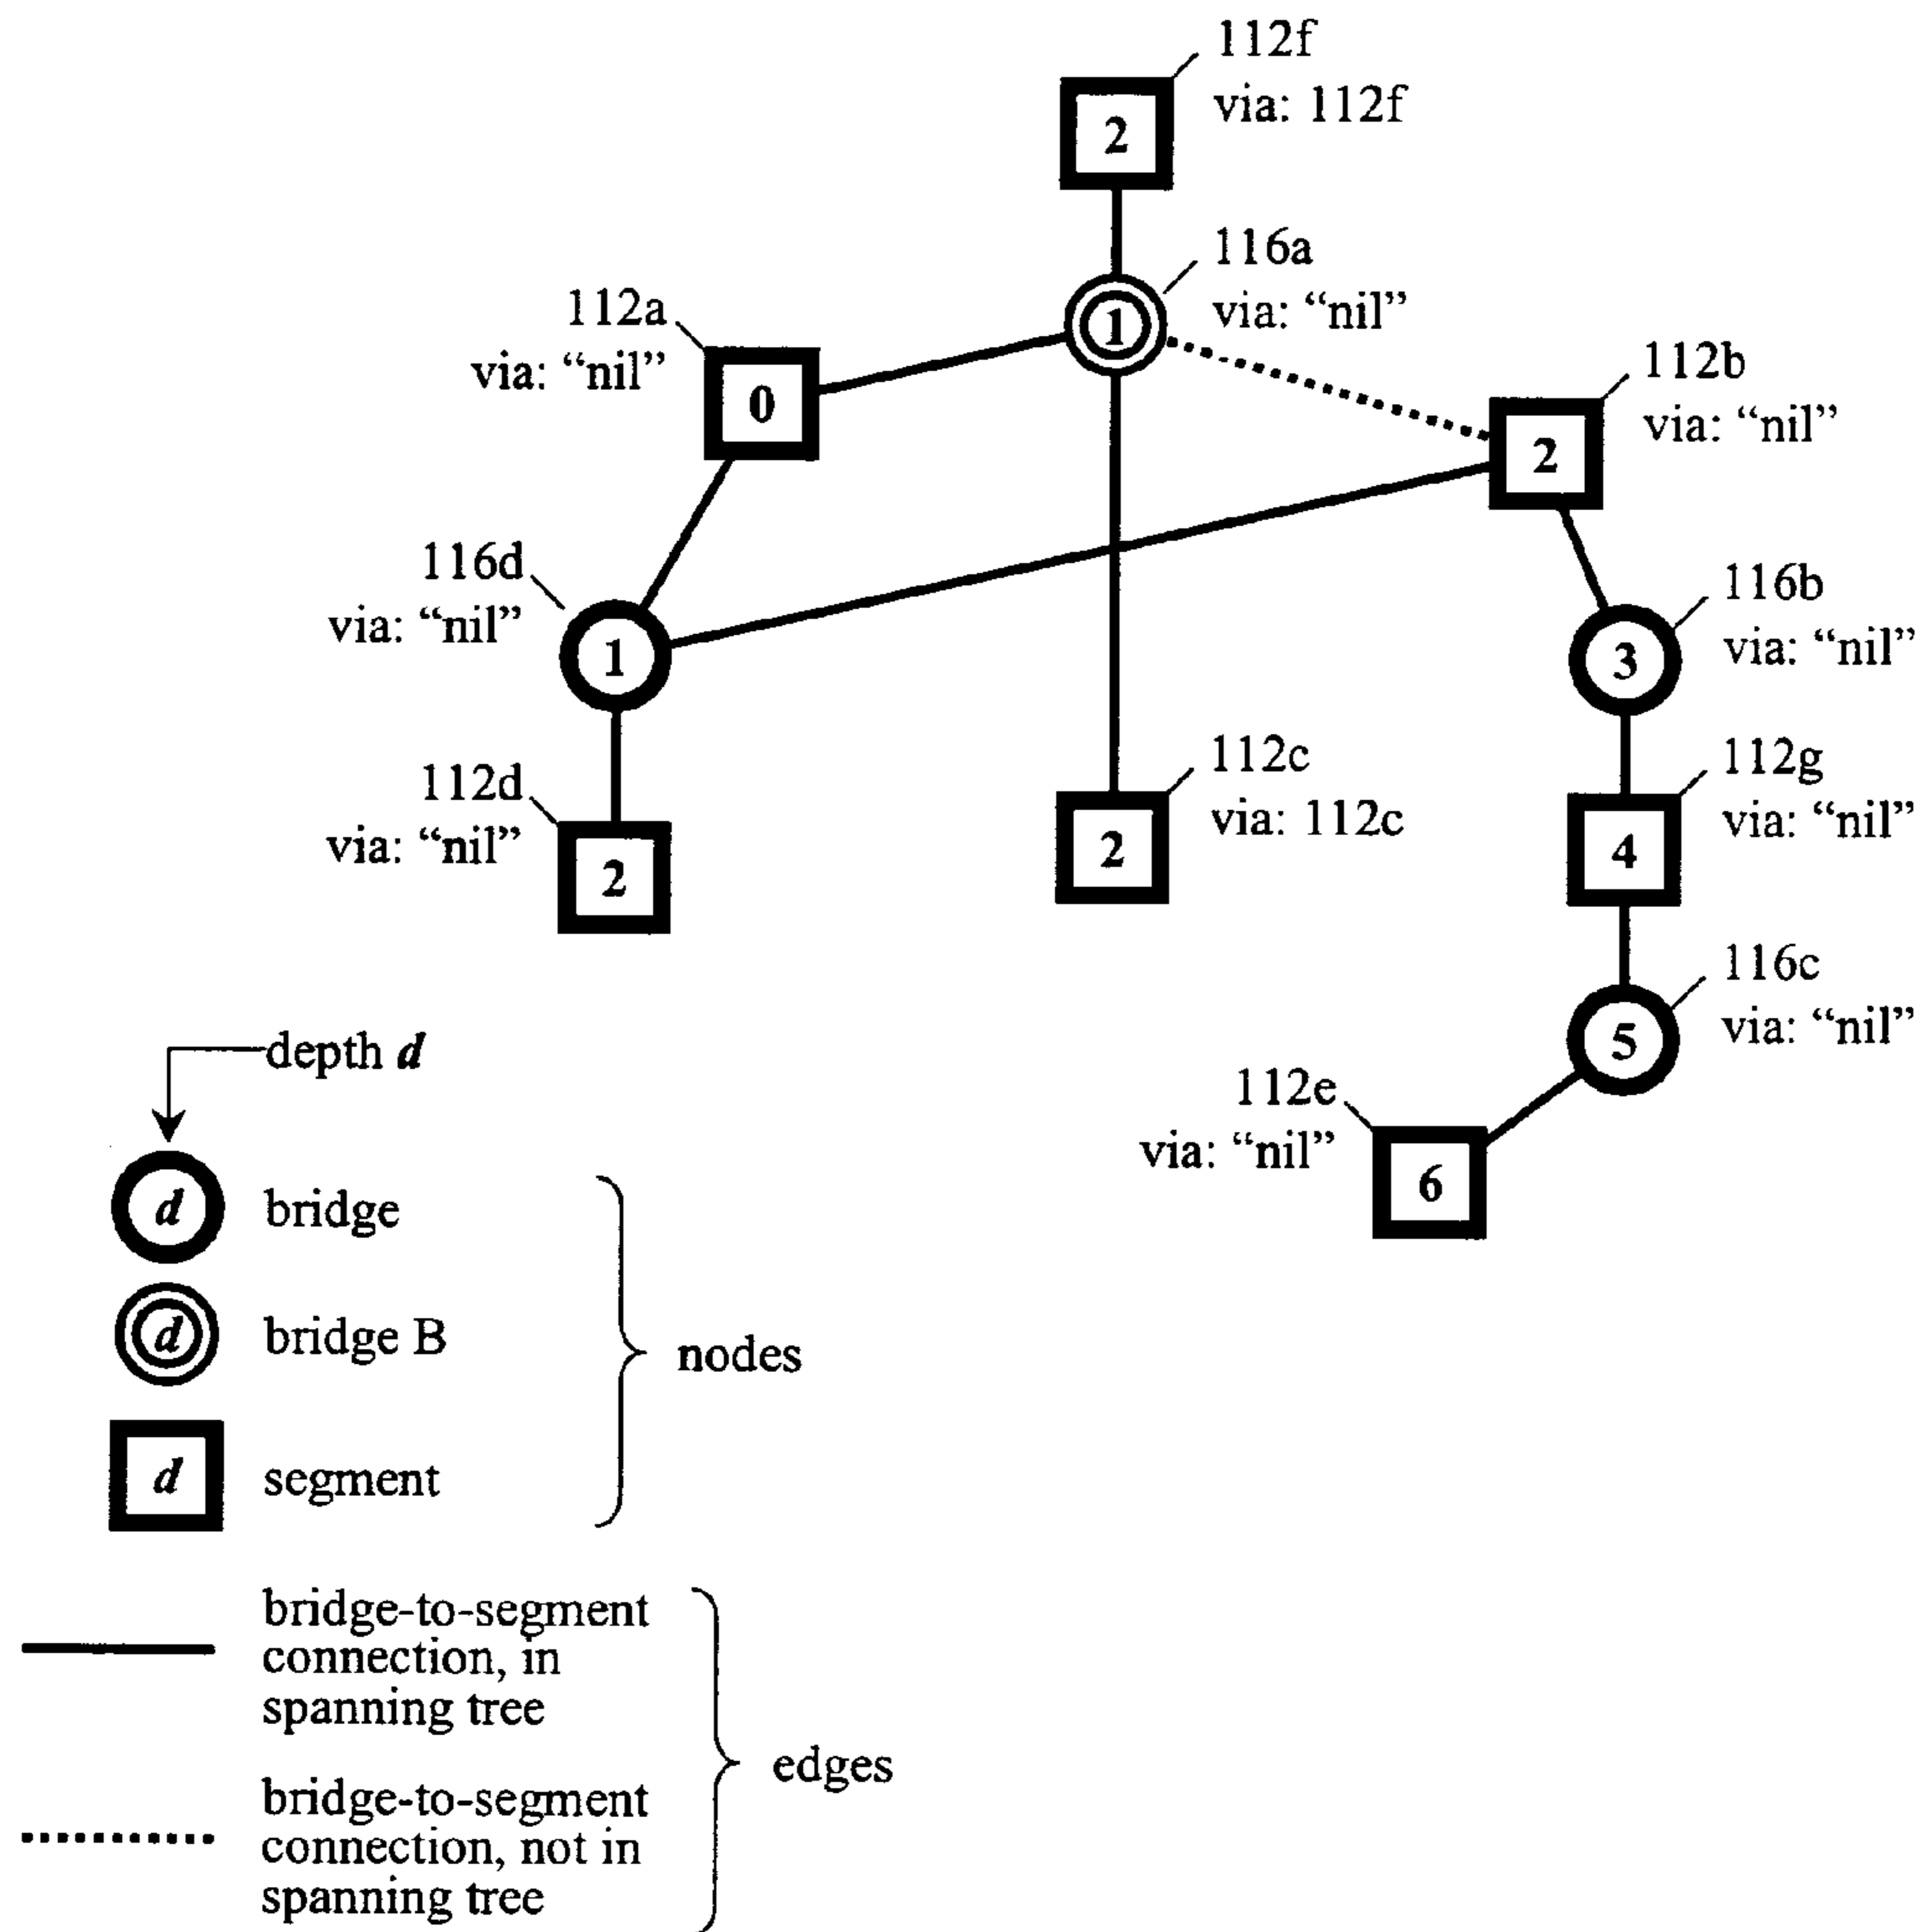 112f
via: 112f
2
116a
via: “nil”
1
112a
via: “nil”
0
112b
via: “nil”
2
116d
via: “nil”
1
116b
via: “nil”
3
112d
via: “nil”
2
112c
via: 112c
2
112g
via: “nil”
4
116c
via: “nil”
5
112e
via: “nil”
6
depth d
d
bridge
d
bridge B
nodes
d
segment
bridge-to-segment
connection, in
spanning tree
edges
bridge-to-segment
connection, not in
spanning tree